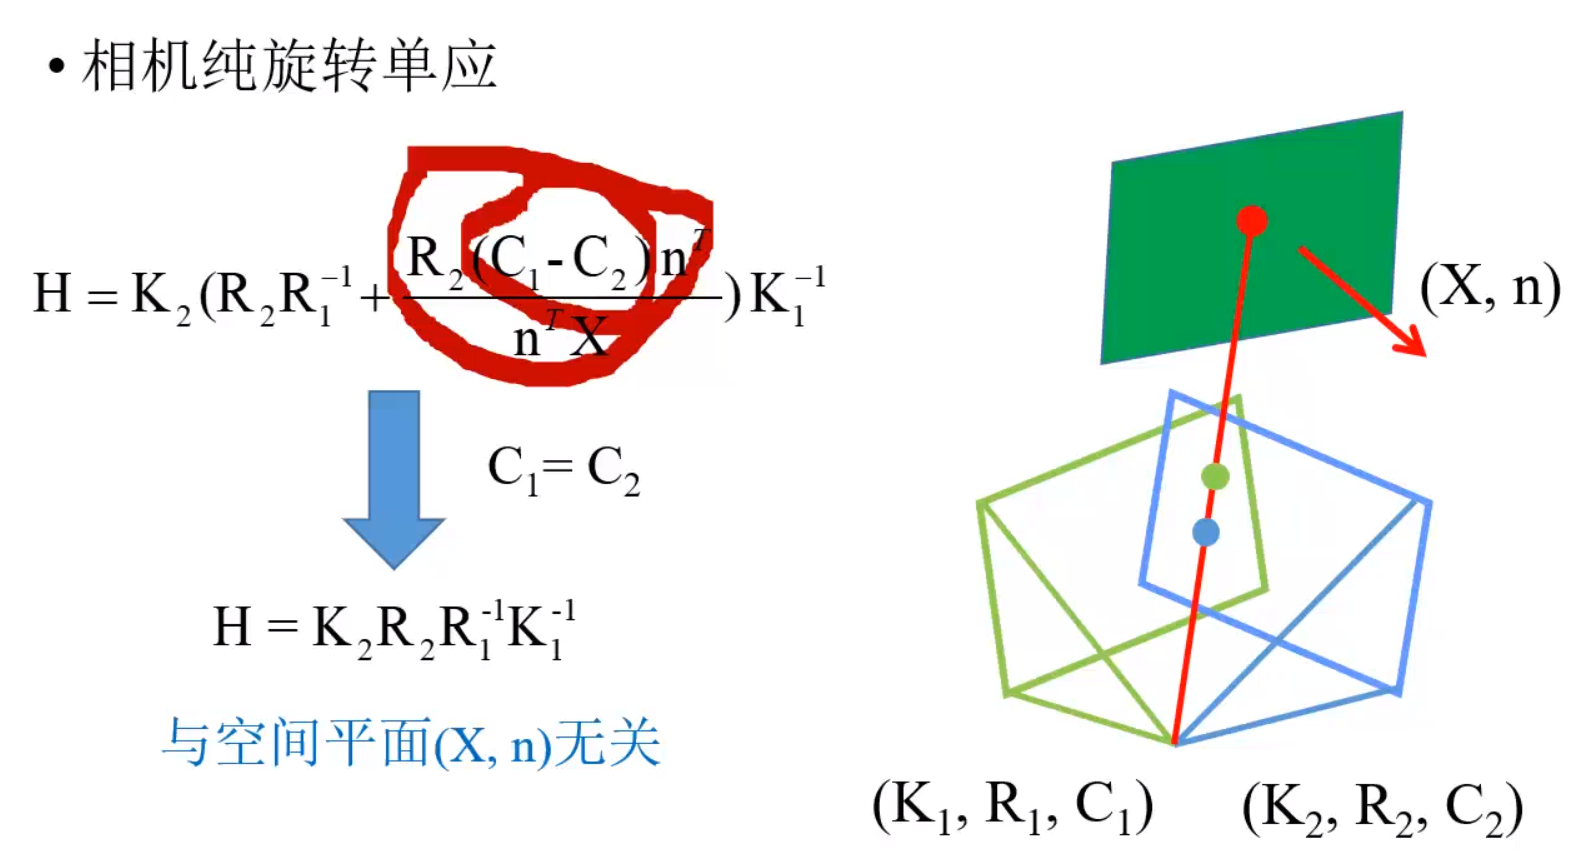 • 相机纯旋转单应
H = K₂(R₂R₁⁻¹ + R₂(C₁-C₂)nᵀ / nᵀX)K₁⁻¹
(X, n)
C₁= C₂
H = K₂R₂R₁⁻¹K₁⁻¹
与空间平面(X, n)无关
(K₁, R₁, C₁) (K₂, R₂, C₂)